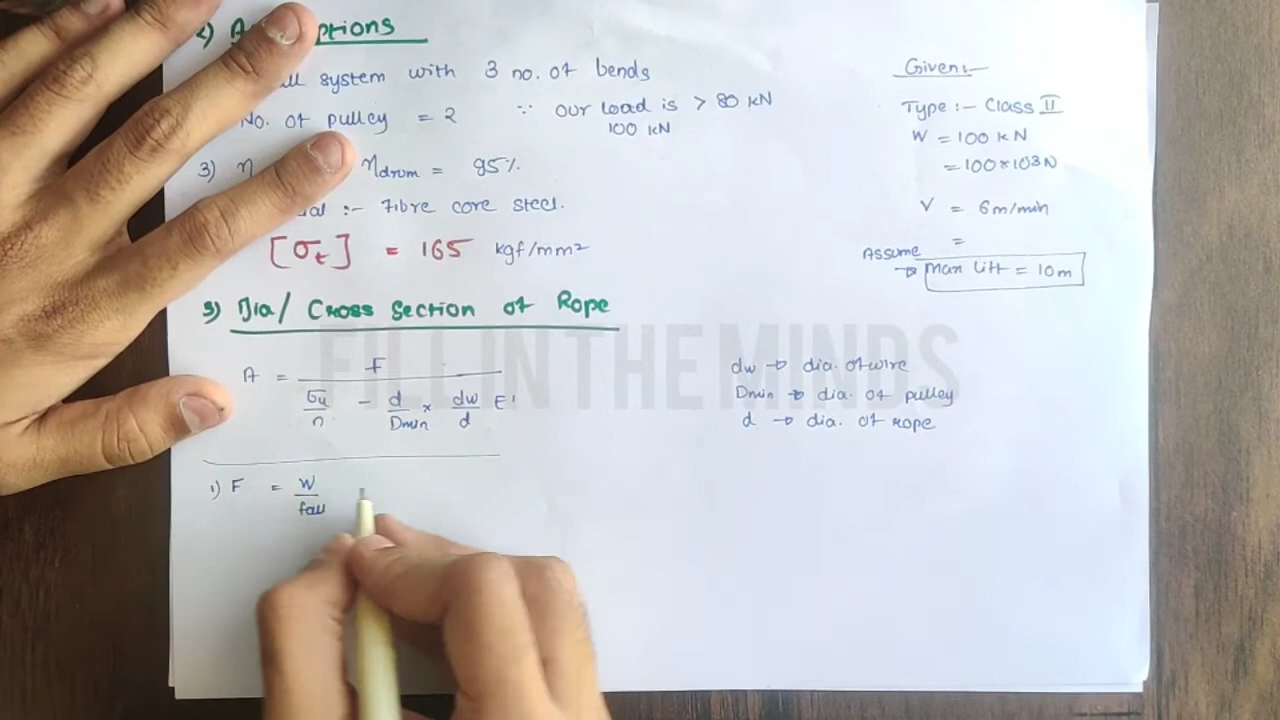 ptions
system with 3 no. of bends
No. of pulley = 2 ∵ our load is > 80 kN
100 kN
3) η ηdrum = 95%.
:- Fibre core steel.
[σt] = 165 kgf/mm²
3) Dia/ Cross Section of Rope
A = F / (σu/n - d/Dmin × dw/d E')
1) F = W/fall
Given:-
Type :- Class II
W = 100 kN
= 100×103N
V = 6m/min
=
Assume
→ Max lift = 10m
dw → dia. of wire
Dmin → dia. of pulley
d → dia. of rope
FILL IN THE MINDS